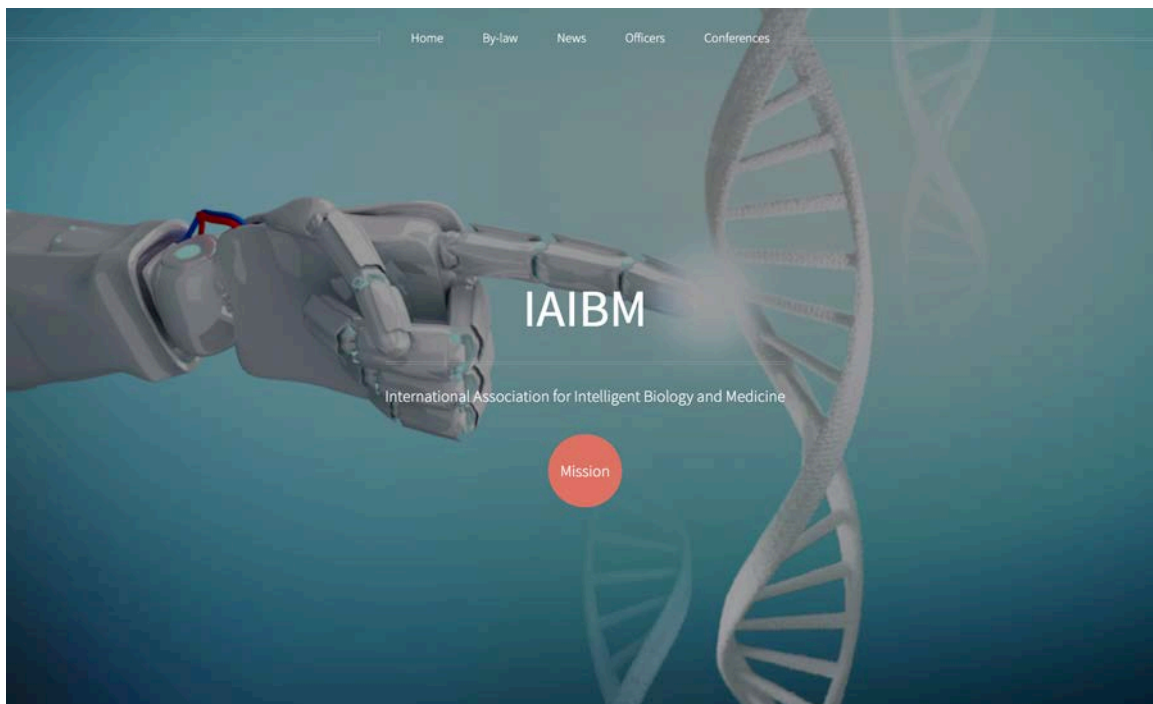 Home By-law News Officers Conferences
IAIBM
International Association for Intelligent Biology and Medicine
Mission